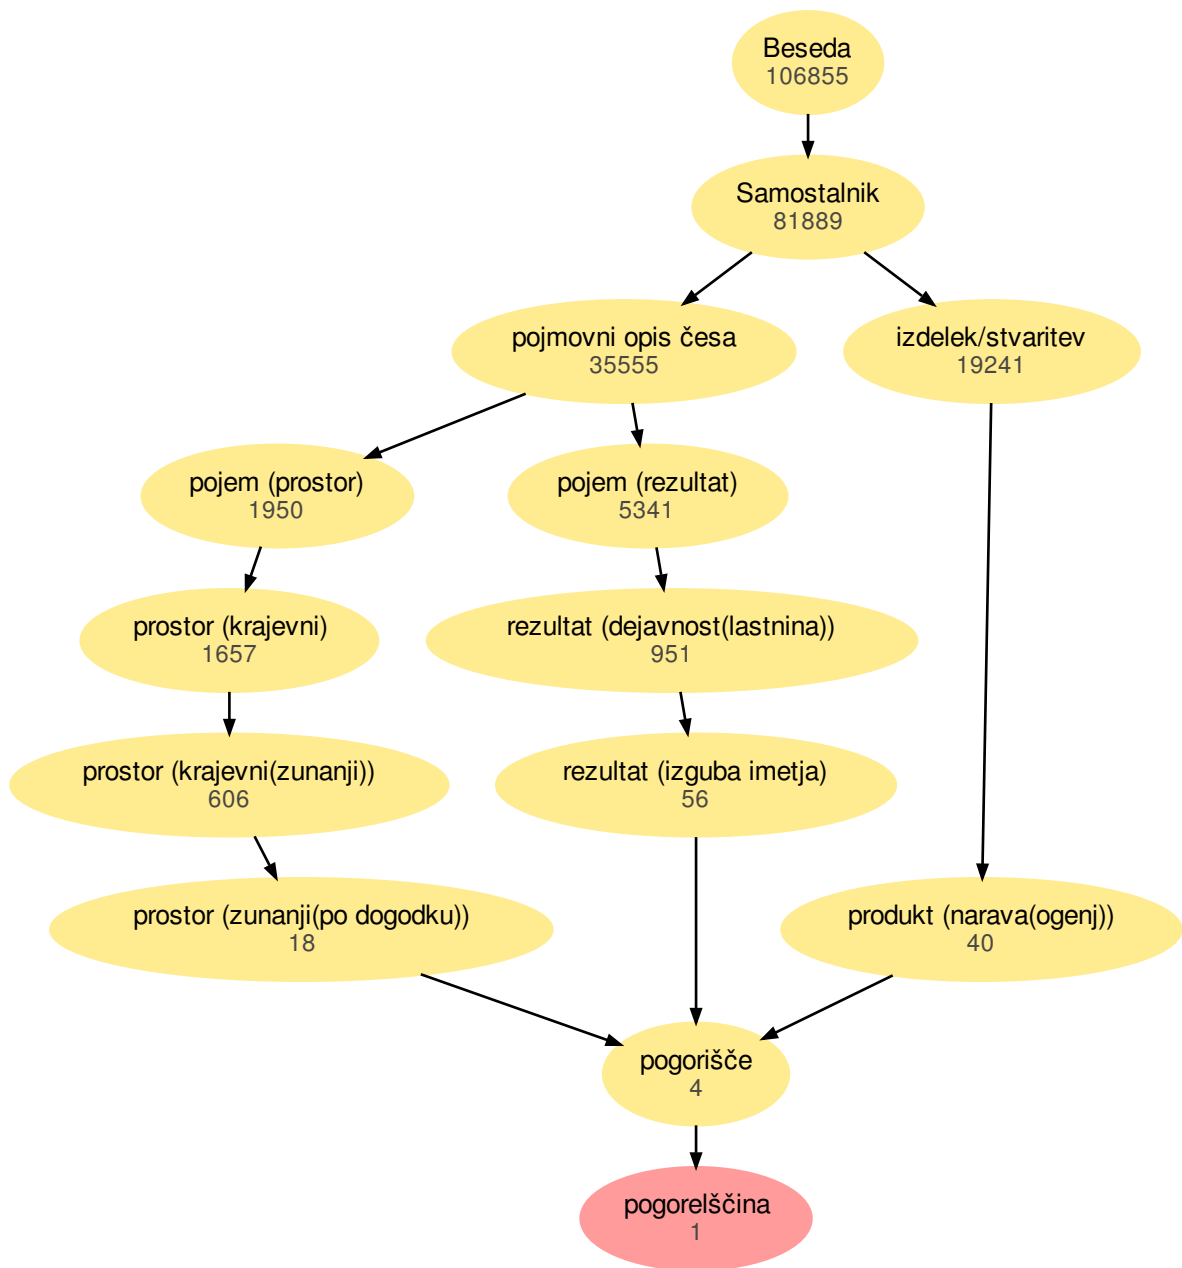 Beseda
106855
Samostalnik
81889
pojmovni opis česa
35555
izdelek/stvaritev
19241
pojem (prostor)
1950
pojem (rezultat)
5341
prostor (krajevni)
1657
rezultat (dejavnost(lastnina))
951
prostor (krajevni(zunanji))
606
rezultat (izguba imetja)
56
prostor (zunanji(po dogodku))
18
produkt (narava(ogenj))
40
pogorišče
4
pogorelščina
1